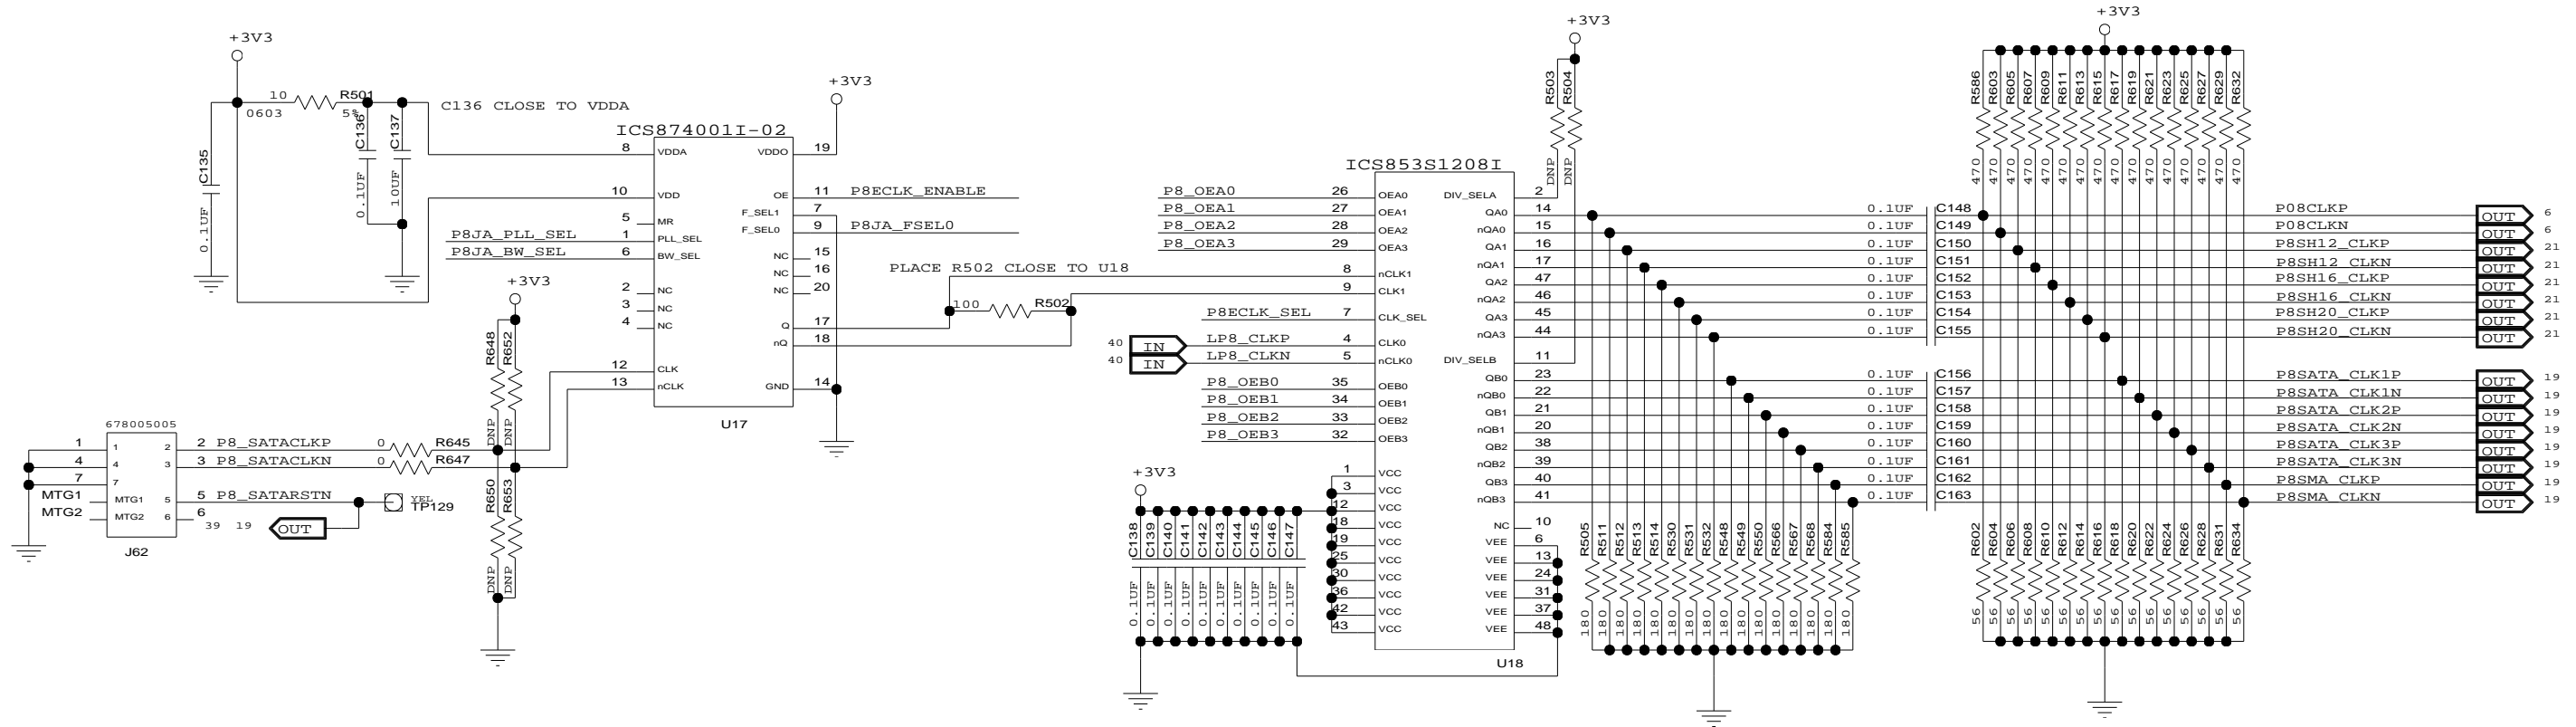 +3V3
10 R501
0603 5%
C136 CLOSE TO VDDA
C135
0.1UF
C136
0.1UF
C137
10UF
+3V3
ICS874001I-02
8 VDDA VDDO 19
10 VDD OE 11 P8ECLK_ENABLE
F_SEL1 7
5 MR
F_SEL0 9 P8JA_FSEL0
P8JA_PLL_SEL 1 PLL_SEL
P8JA_BW_SEL 6 BW_SEL
NC 15
NC 16
NC 20
2 NC
3 NC
4 NC
Q 17
nQ 18
12 CLK
13 nCLK
GND 14
U17
+3V3
R648 DNP
R652 DNP
R650 DNP
R653 DNP
678005005
1 1 2 2 P8_SATACLKP 0 R645
4 4 3 3 P8_SATACLKN 0 R647
7 7
MTG1 MTG1 5 5 P8_SATARSTN YEL TP129
MTG2 MTG2 6 6
39 19 OUT
J62
PLACE R502 CLOSE TO U18
100 R502
ICS853S1208I
P8_OEA0 26 OEA0
P8_OEA1 27 OEA1
P8_OEA2 28 OEA2
P8_OEA3 29 OEA3
8 nCLK1
9 CLK1
P8ECLK_SEL 7 CLK_SEL
40 IN LP8_CLKP 4 CLK0
40 IN LP8_CLKN 5 nCLK0
P8_OEB0 35 OEB0
P8_OEB1 34 OEB1
P8_OEB2 33 OEB2
P8_OEB3 32 OEB3
1 VCC
3 VCC
12 VCC
18 VCC
19 VCC
25 VCC
30 VCC
36 VCC
42 VCC
43 VCC
+3V3
C138 C139 C140 C141 C142 C143 C144 C145 C146 C147
0.1UF 0.1UF 0.1UF 0.1UF 0.1UF 0.1UF 0.1UF 0.1UF 0.1UF 0.1UF
+3V3
R503 R504
DNP DNP
DIV_SELA 2
QA0 14 0.1UF C148 P08CLKP OUT 6
nQA0 15 0.1UF C149 P08CLKN OUT 6
QA1 16 0.1UF C150 P8SH12_CLKP OUT 21
nQA1 17 0.1UF C151 P8SH12_CLKN OUT 21
QA2 47 0.1UF C152 P8SH16_CLKP OUT 21
nQA2 46 0.1UF C153 P8SH16_CLKN OUT 21
QA3 45 0.1UF C154 P8SH20_CLKP OUT 21
nQA3 44 0.1UF C155 P8SH20_CLKN OUT 21
DIV_SELB 11
QB0 23 0.1UF C156 P8SATA_CLK1P OUT 19
nQB0 22 0.1UF C157 P8SATA_CLK1N OUT 19
QB1 21 0.1UF C158 P8SATA_CLK2P OUT 19
nQB1 20 0.1UF C159 P8SATA_CLK2N OUT 19
QB2 38 0.1UF C160 P8SATA_CLK3P OUT 19
nQB2 39 0.1UF C161 P8SATA_CLK3N OUT 19
QB3 40 0.1UF C162 P8SMA_CLKP OUT 19
nQB3 41 0.1UF C163 P8SMA_CLKN OUT 19
NC 10
VEE 6
VEE 13
VEE 24
VEE 31
VEE 37
VEE 48
U18
R505 R511 R512 R513 R514 R530 R531 R532 R548 R549 R550 R566 R567 R568 R584 R585
180 180 180 180 180 180 180 180 180 180 180 180 180 180 180 180
+3V3
R586 R603 R605 R607 R609 R611 R613 R615 R617 R619 R621 R623 R625 R627 R629 R632
470 470 470 470 470 470 470 470 470 470 470 470 470 470 470 470
R602 R604 R606 R608 R610 R612 R614 R616 R618 R620 R622 R624 R626 R628 R631 R634
56 56 56 56 56 56 56 56 56 56 56 56 56 56 56 56